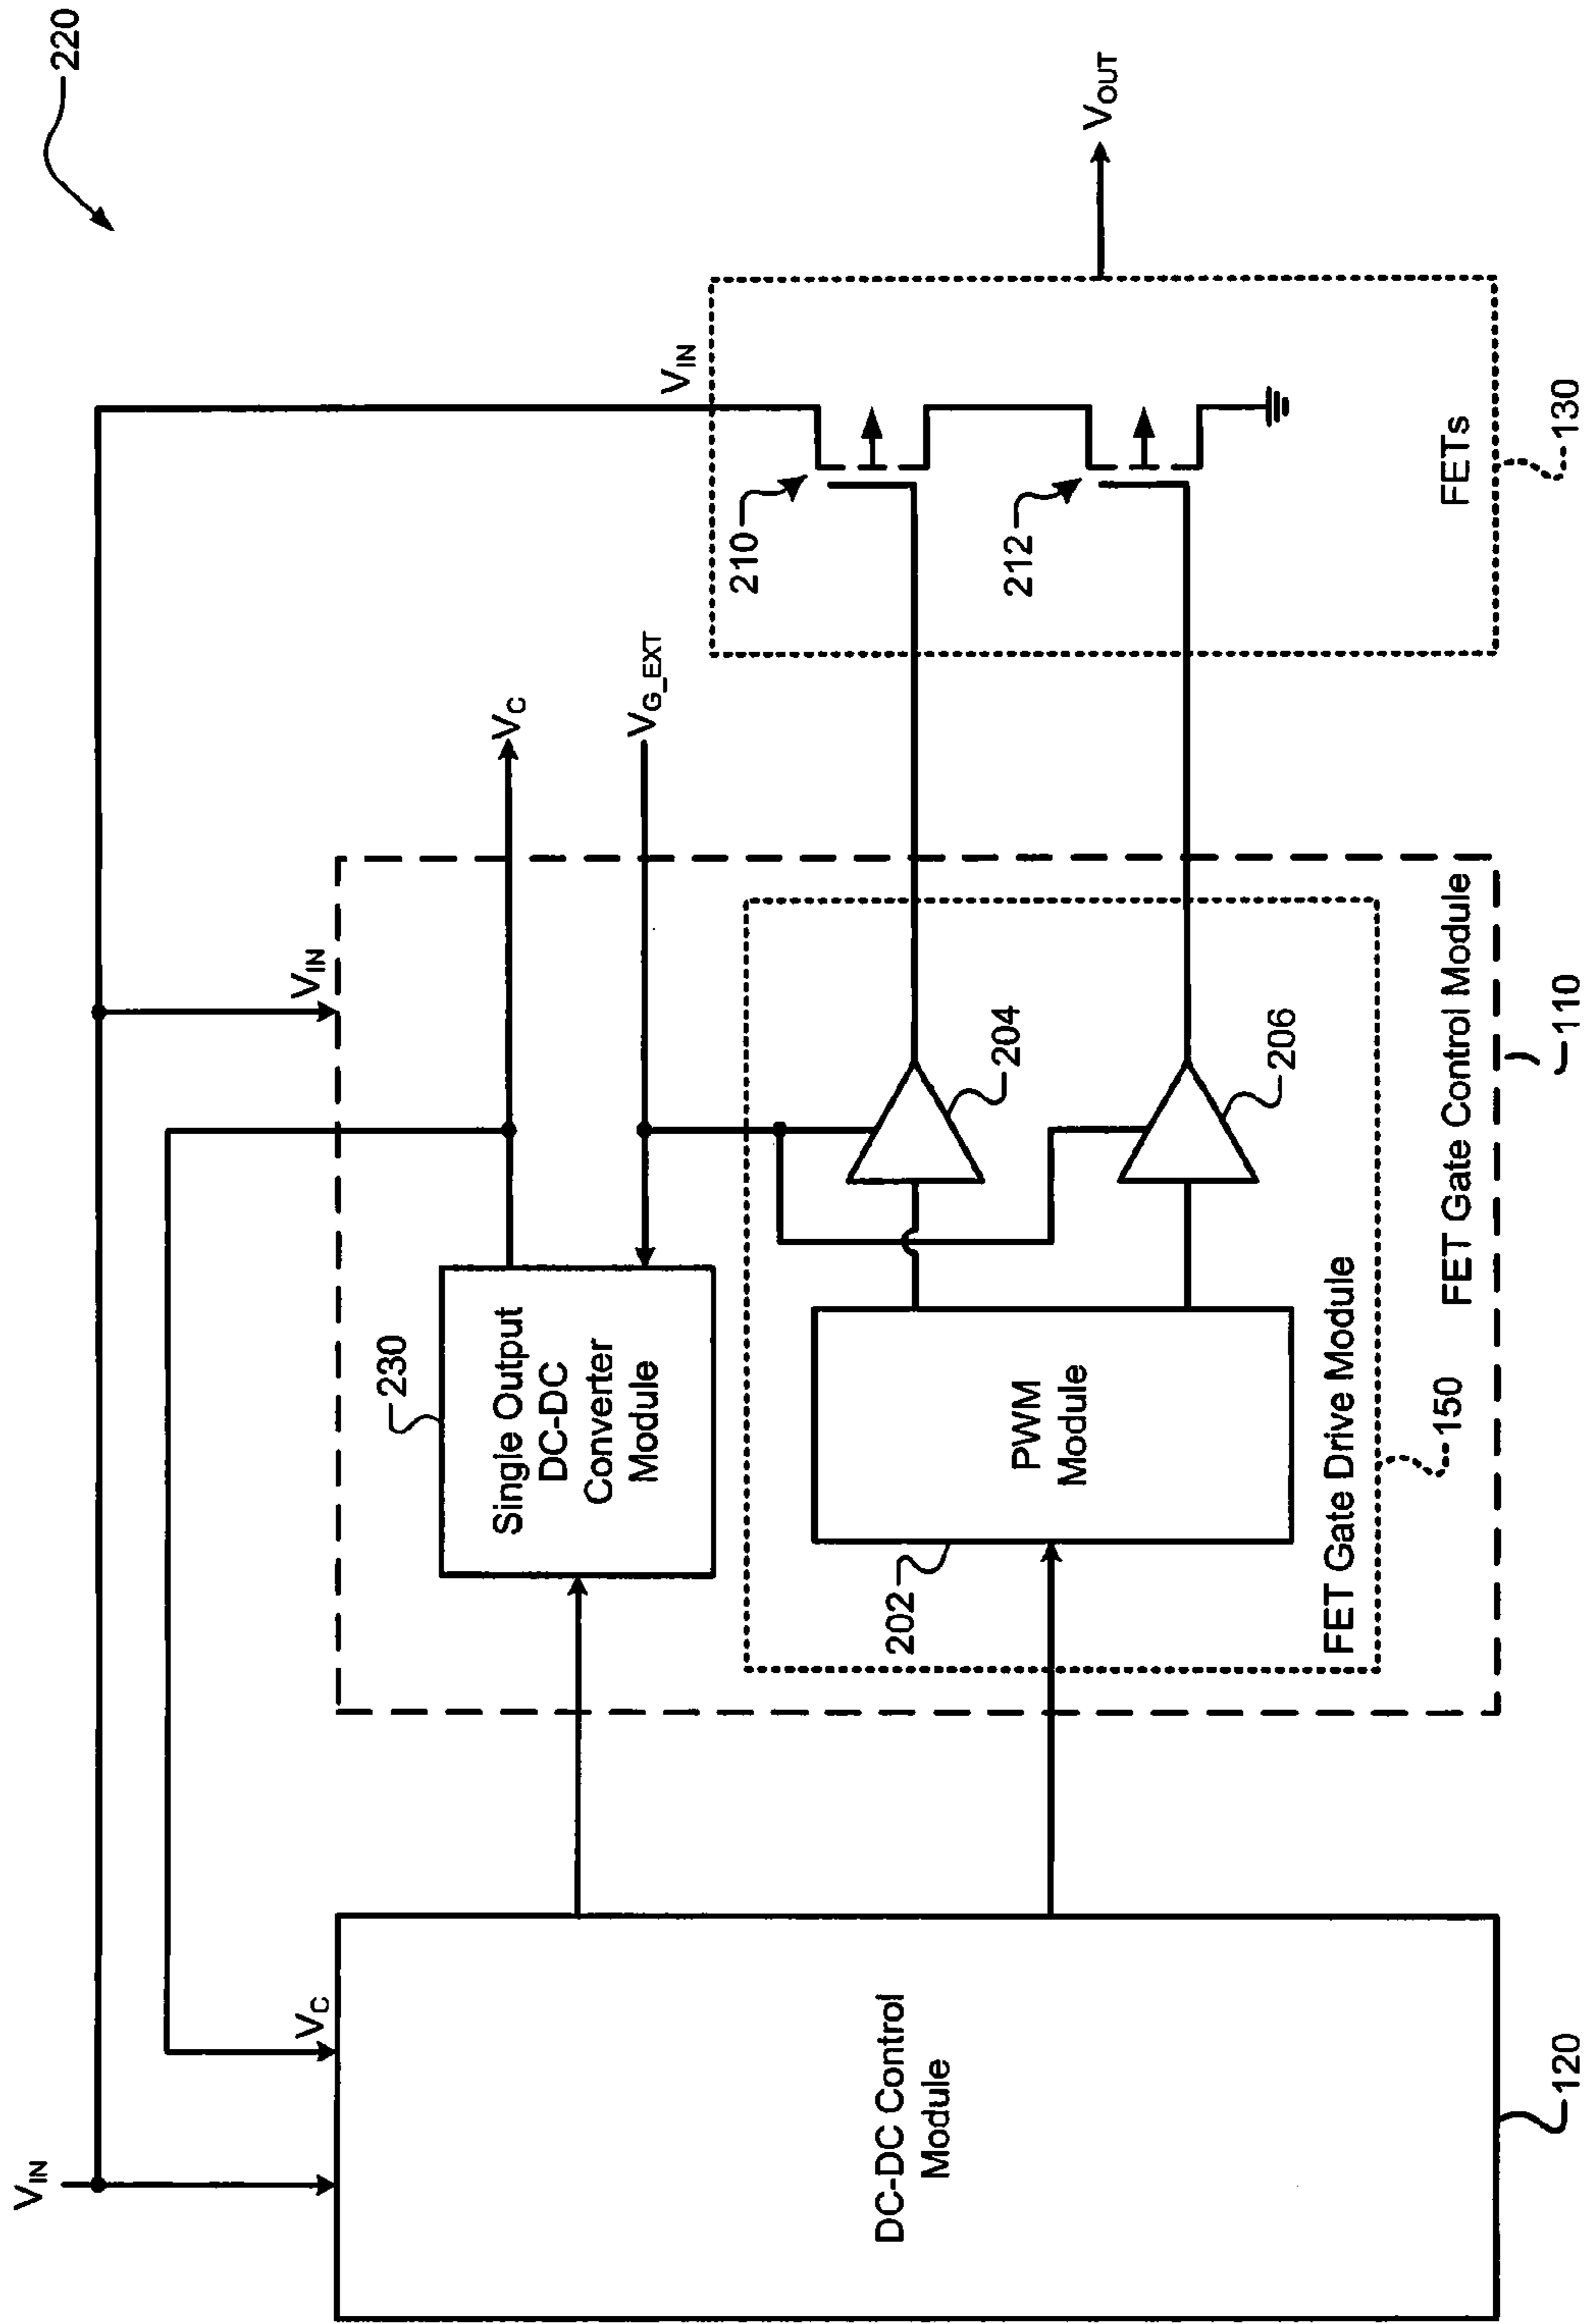 220
VIN
VC
VIN
VIN
VC
VG_EXT
VOUT
230
Single Output
DC-DC
Converter
Module
210
212
204
206
202
PWM
Module
FET Gate Drive Module
150
FET Gate Control Module
110
DC-DC Control
Module
120
FETs
130